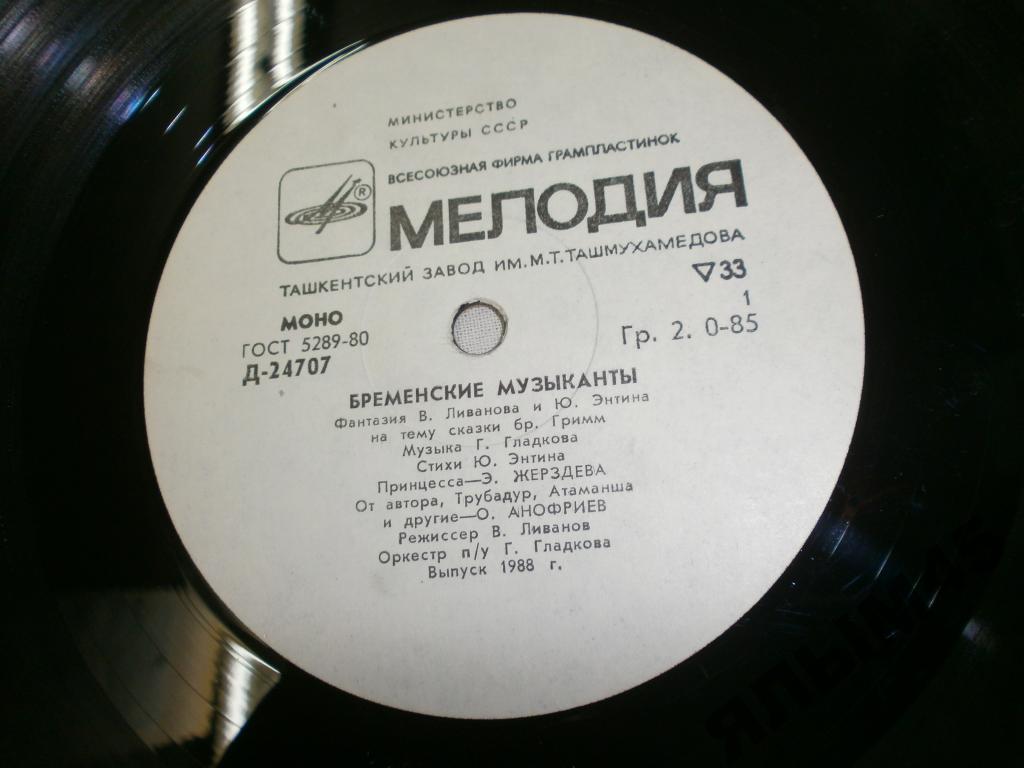 МИНИСТЕРСТВО
КУЛЬТУРЫ СССР
ВСЕСОЮЗНАЯ ФИРМА ГРАМПЛАСТИНОК
®
МЕЛОДИЯ
ТАШКЕНТСКИЙ ЗАВОД ИМ. М.Т. ТАШМУХАМЕДОВА
МОНО
ГОСТ 5289-80
Д-24707
▽33
1
Гр. 2. 0-85
БРЕМЕНСКИЕ МУЗЫКАНТЫ
Фантазия В. Ливанова и Ю. Энтина
на тему сказки бр. Гримм
Музыка Г. Гладкова
Стихи Ю. Энтина
Принцесса—Э. ЖЕРЗДЕВА
От автора, Трубадур, Атаманша
и другие—О. АНОФРИЕВ
Режиссер В. Ливанов
Оркестр п/у Г. Гладкова
Выпуск 1988 г.